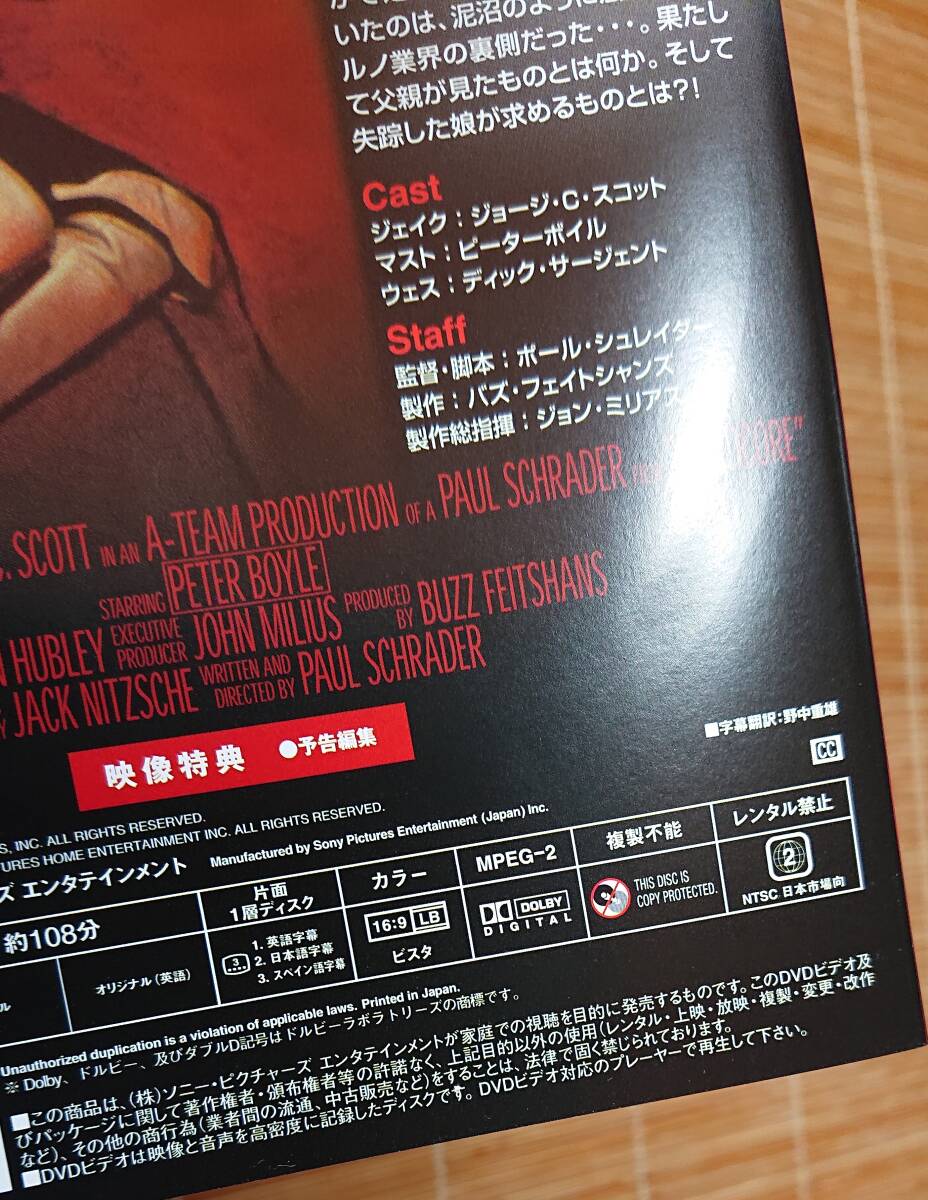 いたのは、泥沼のように
ルノ業界の裏側だった・・・。果たし
て父親が見たものとは何か。そして
失踪した娘が求めるものとは?!
Cast
ジェイク:ジョージ・C・スコット
マスト:ピーターボイル
ウェス:ディック・サージェント
Staff
監督・脚本:ポール・シュレイダー
製作:バズ・フェイトシャンズ
製作総指揮:ジョン・ミリアス
SCOTT IN AN A-TEAM PRODUCTION OF A PAUL SCHRADER CORE"
STARRING PETER BOYLE
HUBLEY EXECUTIVE PRODUCER JOHN MILIUS PRODUCED BY BUZZ FEITSHANS
JACK NITZSCHE WRITTEN AND DIRECTED BY PAUL SCHRADER
■字幕翻訳:野中重雄
CC
映像特典 ●予告編集
S, INC. ALL RIGHTS RESERVED.
TURES HOME ENTERTAINMENT INC. ALL RIGHTS RESERVED.
ズ エンタテインメント Manufactured by Sony Pictures Entertainment (Japan) Inc.
約108分
片面
1層ディスク
カラー
MPEG-2
複製不能
レンタル禁止
オリジナル(英語)
3
1. 英語字幕
2. 日本語字幕
3. スペイン語字幕
16:9 LB
ビスタ
DOLBY
DIGITAL
THIS DISC IS
COPY PROTECTED.
2
NTSC 日本市場向
Unauthorized duplication is a violation of applicable laws. Printed in Japan.
※ Dolby、ドルビー、及びダブルD記号はドルビーラボラトリーズの商標です。
■この商品は、(株)ソニー・ピクチャーズ エンタテインメントが家庭での視聴を目的に発売するものです。このDVDビデオ及
びパッケージに関して著作権者・頒布権者等の許諾なく、上記目的以外の使用(レンタル・上映・放映・複製・変更・改作
など)、その他の商行為(業者間の流通、中古販売など)をすることは、法律で固く禁じられております。
■DVDビデオは映像と音声を高密度に記録したディスクです。DVDビデオ対応のプレーヤーで再生して下さい。